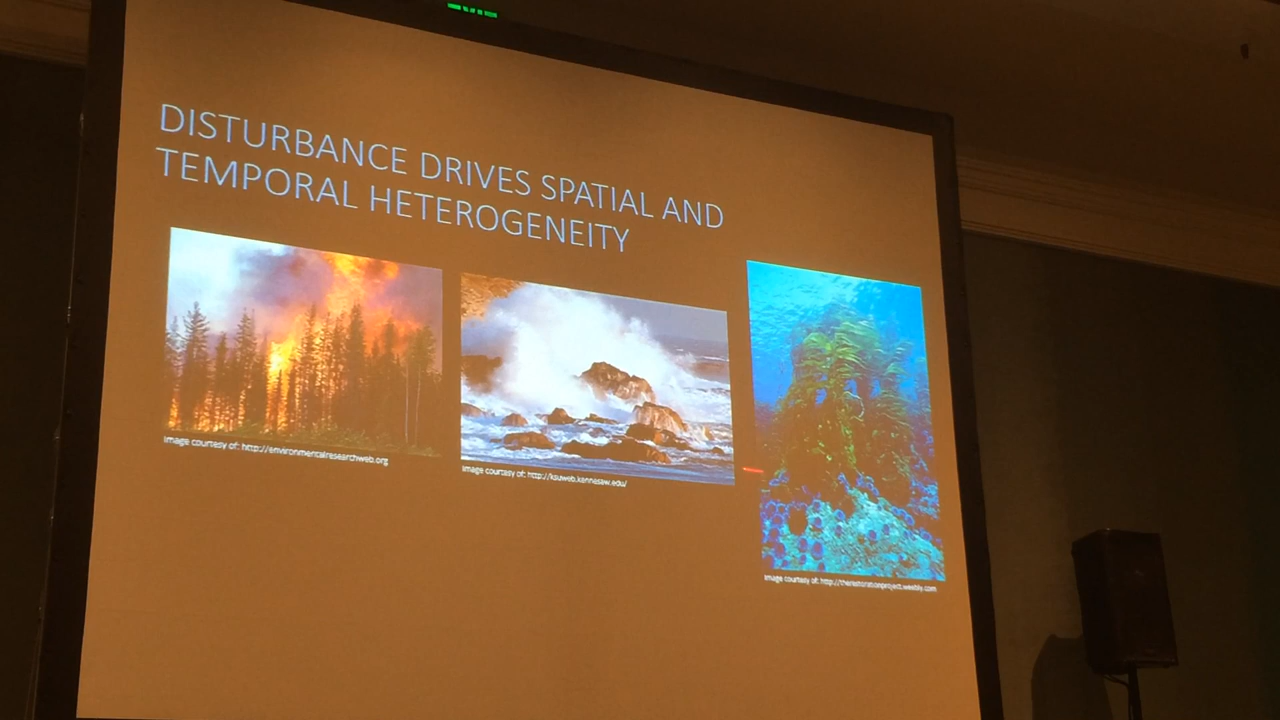 DISTURBANCE DRIVES SPATIAL AND
TEMPORAL HETEROGENEITY
Image courtesy of: http://environmentalresearchweb.org
Image courtesy of: http://ksuweb.kennesaw.edu/
Image courtesy of: http://therestorationproject.weebly.com